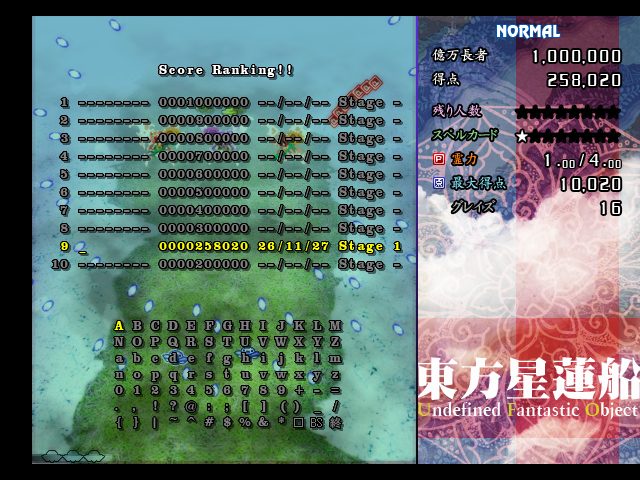 Score Ranking!!
1 -------- 0001000000 --/--/-- Stage -
2 -------- 0000900000 --/--/-- Stage -
3 -------- 0000800000 --/--/-- Stage -
4 -------- 0000700000 --/--/-- Stage -
5 -------- 0000600000 --/--/-- Stage -
6 -------- 0000500000 --/--/-- Stage -
7 -------- 0000400000 --/--/-- Stage -
8 -------- 0000300000 --/--/-- Stage -
9 _ 0000258020 26/11/27 Stage 1
10 -------- 0000200000 --/--/-- Stage -
A B C D E F G H I J K L M
N O P Q R S T U V W X Y Z
a b c d e f g h i j k l m
n o p q r s t u v w x y z
0 1 2 3 4 5 6 7 8 9 + - =
. , ! ? @ : ; [ ] ( ) _ /
{ } | ~ ^ # $ % & * □ BS 終
NORMAL
億万長者 1,000,000
得点 258,020
残り人数
スペルカード
P 霊力 1.00/4.00
点 最大得点 10,020
グレイズ 16
東方星蓮船
Undefined Fantastic Object